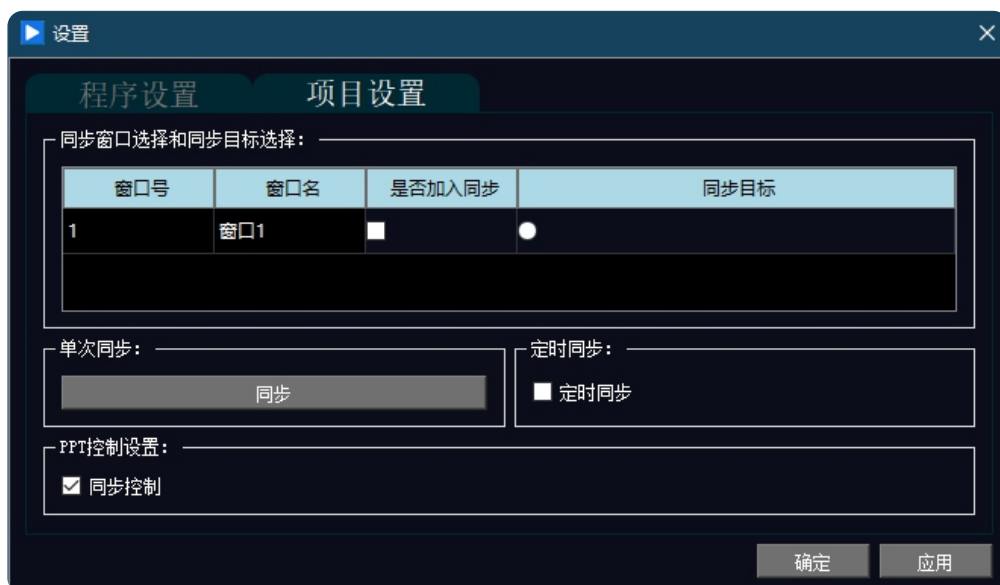 设置
程序设置 项目设置
同步窗口选择和同步目标选择:
窗口号 窗口名 是否加入同步 同步目标
1 窗口1
单次同步: 定时同步:
同步 定时同步
PPT控制设置:
同步控制
确定 应用